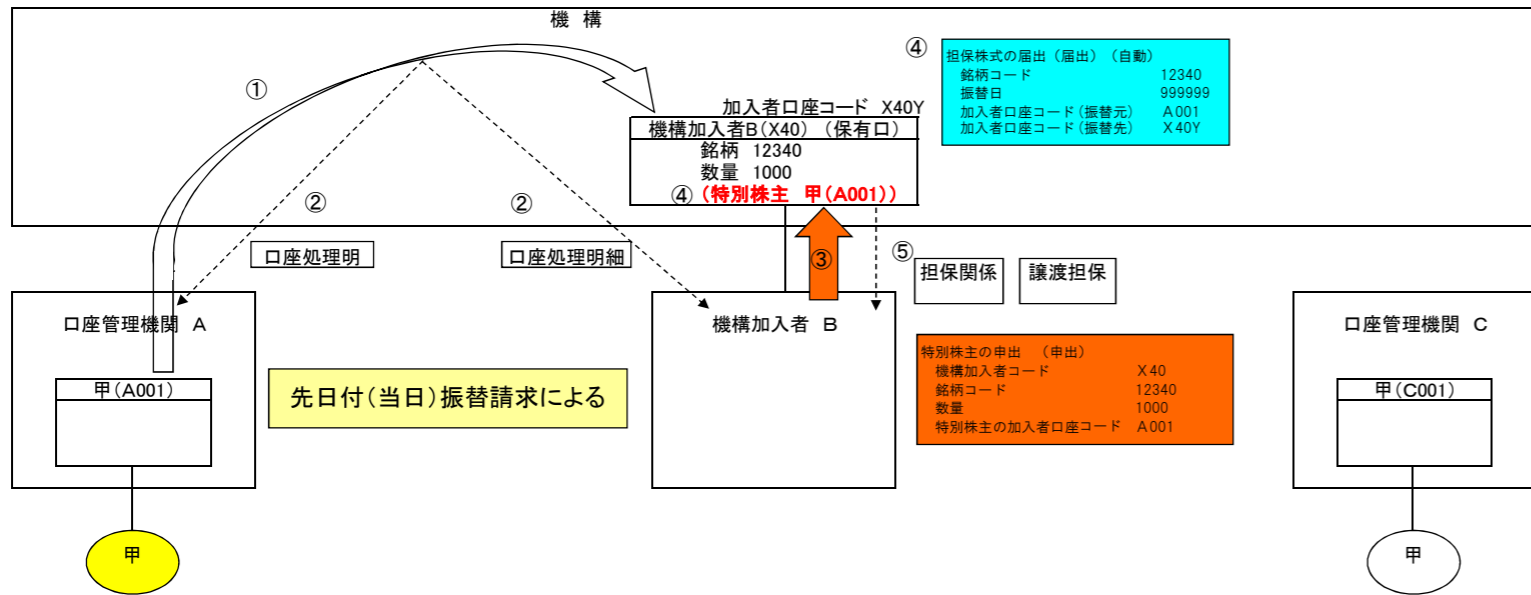 機 構
①
④
担保株式の届出（届出）（自動）
銘柄コード 12340
振替日 999999
加入者口座コード(振替元) A001
加入者口座コード(振替先) X40Y
加入者口座コード X40Y
機構加入者B(X40) (保有口)
銘柄 12340
数量 1000
④ (特別株主 甲(A001))
② ②
口座処理明
口座処理明細
③
⑤
担保関係
譲渡担保
口座管理機関 A
機構加入者 B
口座管理機関 C
甲(A001)
先日付(当日)振替請求による
特別株主の申出 （申出）
機構加入者コード X40
銘柄コード 12340
数量 1000
特別株主の加入者口座コード A001
甲(C001)
甲
甲